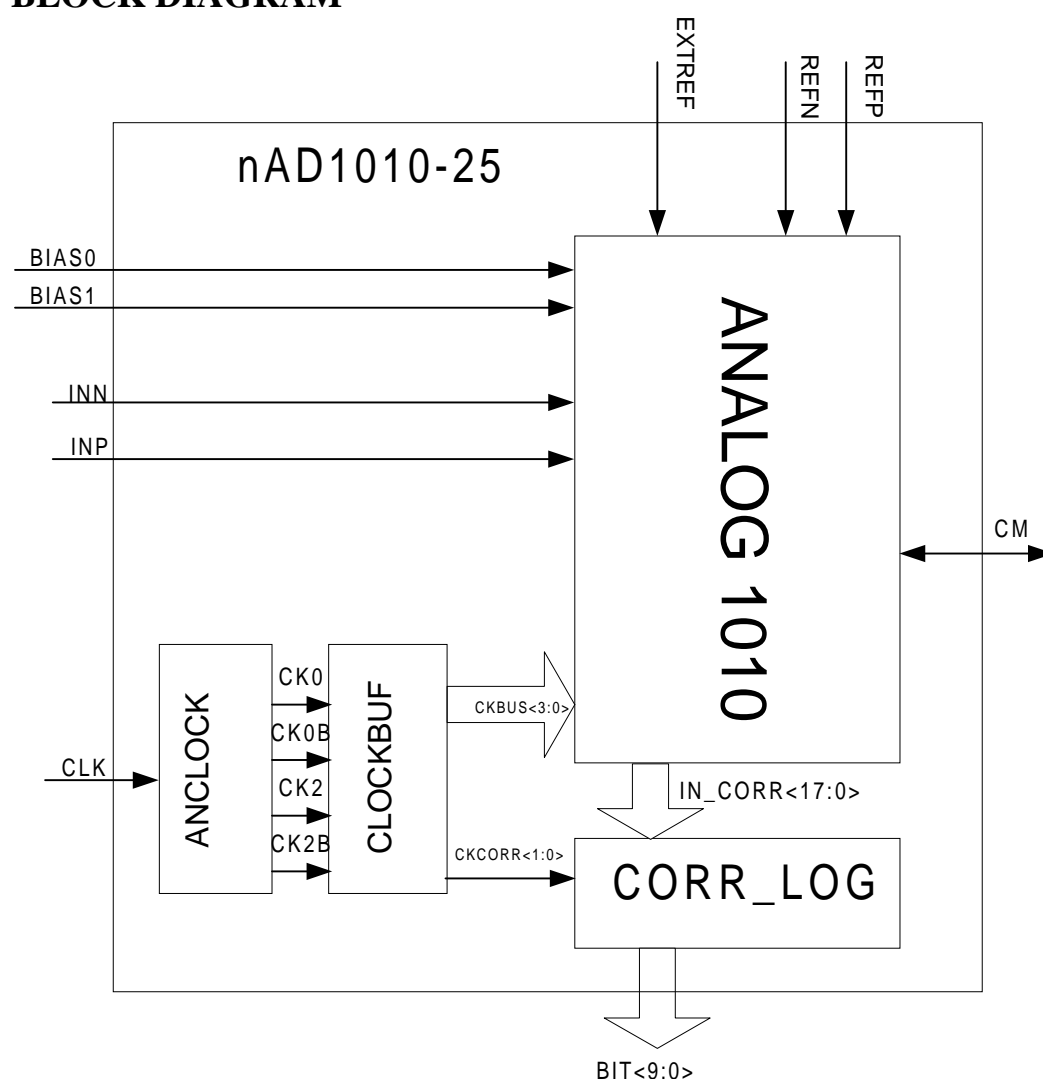 BLOCK DIAGRAM
EXTREF
REFN
REFP
nAD1010-25
BIAS0
BIAS1
INN
INP
ANALOG 1010
CM
CLK
ANCLOCK
CK0
CK0B
CK2
CK2B
CLOCKBUF
CKBUS<3:0>
CKCORR<1:0>
IN_CORR<17:0>
CORR_LOG
BIT<9:0>